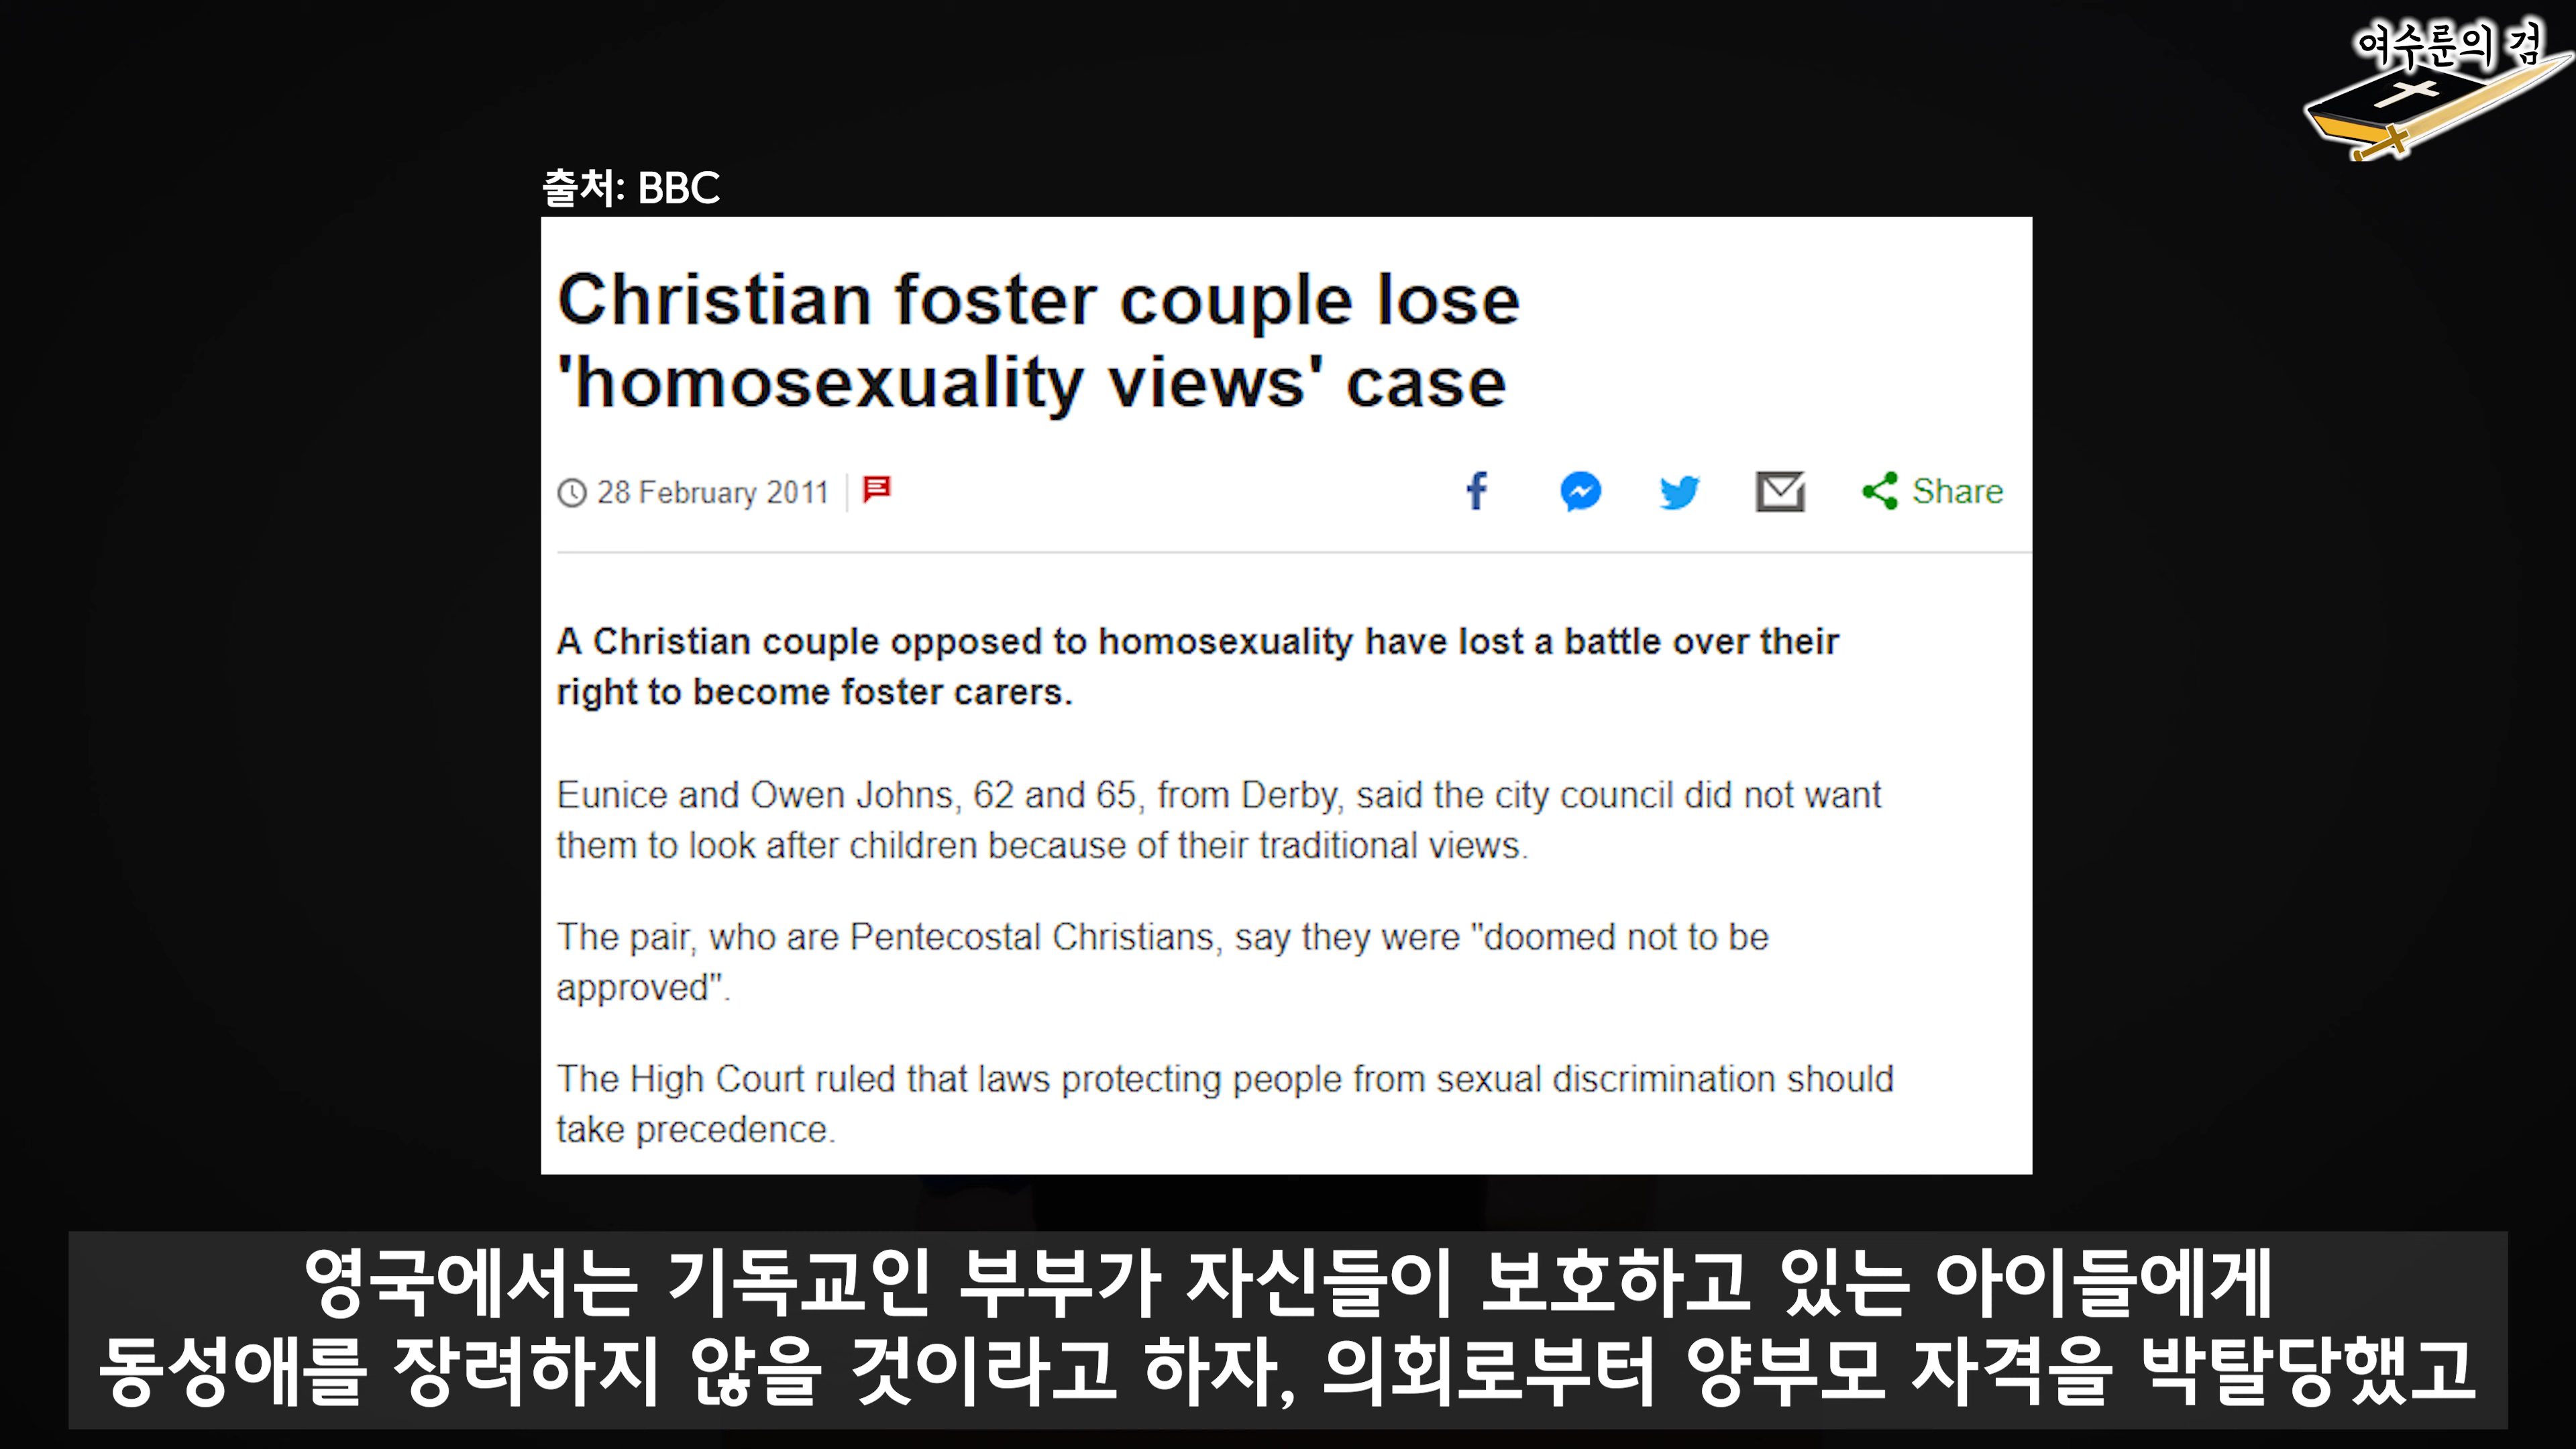 여수룬의 검
출처: BBC
Christian foster couple lose
'homosexuality views' case
28 February 2011
Share
A Christian couple opposed to homosexuality have lost a battle over their
right to become foster carers.
Eunice and Owen Johns, 62 and 65, from Derby, said the city council did not want
them to look after children because of their traditional views.
The pair, who are Pentecostal Christians, say they were "doomed not to be
approved".
The High Court ruled that laws protecting people from sexual discrimination should
take precedence.
영국에서는 기독교인 부부가 자신들이 보호하고 있는 아이들에게
동성애를 장려하지 않을 것이라고 하자, 의회로부터 양부모 자격을 박탈당했고